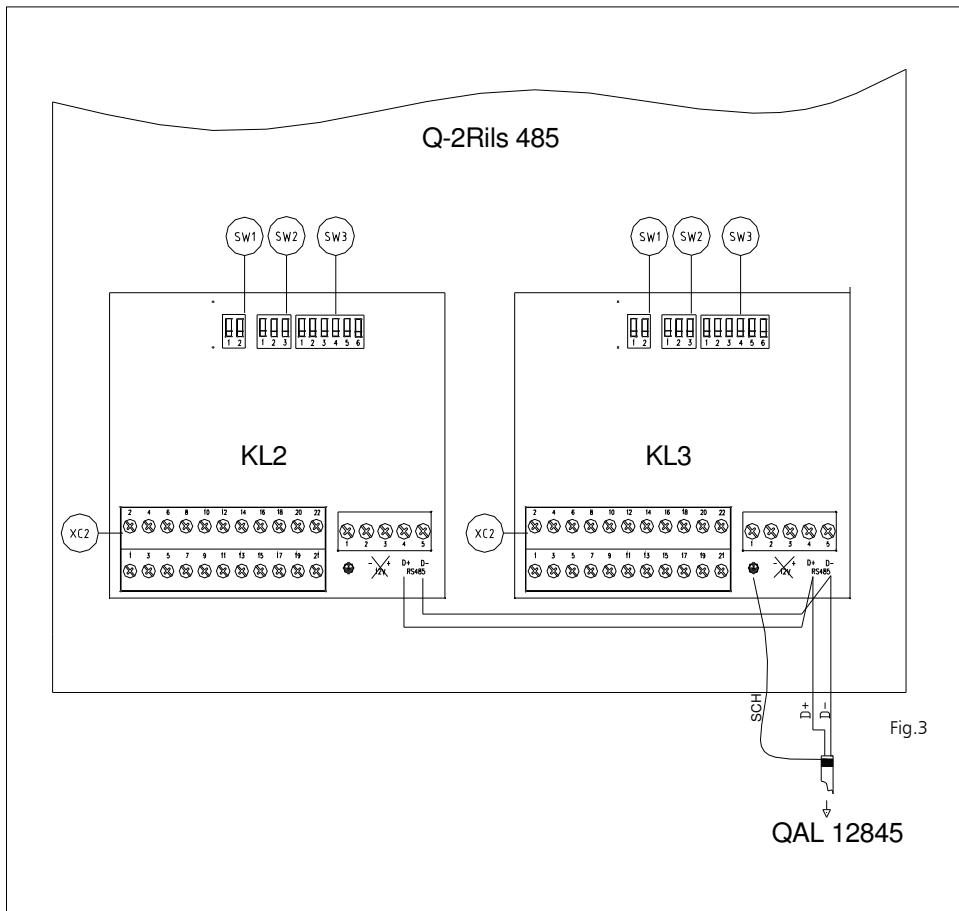 Q-2Rils 485
SW1 SW2 SW3 SW1 SW2 SW3
1 2 1 2 3 1 2 3 4 5 6 1 2 1 2 3 1 2 3 4 5 6
KL2 KL3
2 4 6 8 10 12 14 16 18 20 22 2 4 6 8 10 12 14 16 18 20 22
XC2 XC2
1 2 3 4 5 1 2 3 4 5
1 3 5 7 9 11 13 15 17 19 21 1 3 5 7 9 11 13 15 17 19 21
- + D+ D- - + D+ D-
12V RS485 12V RS485
SCH D+ D-
Fig.3
QAL 12845